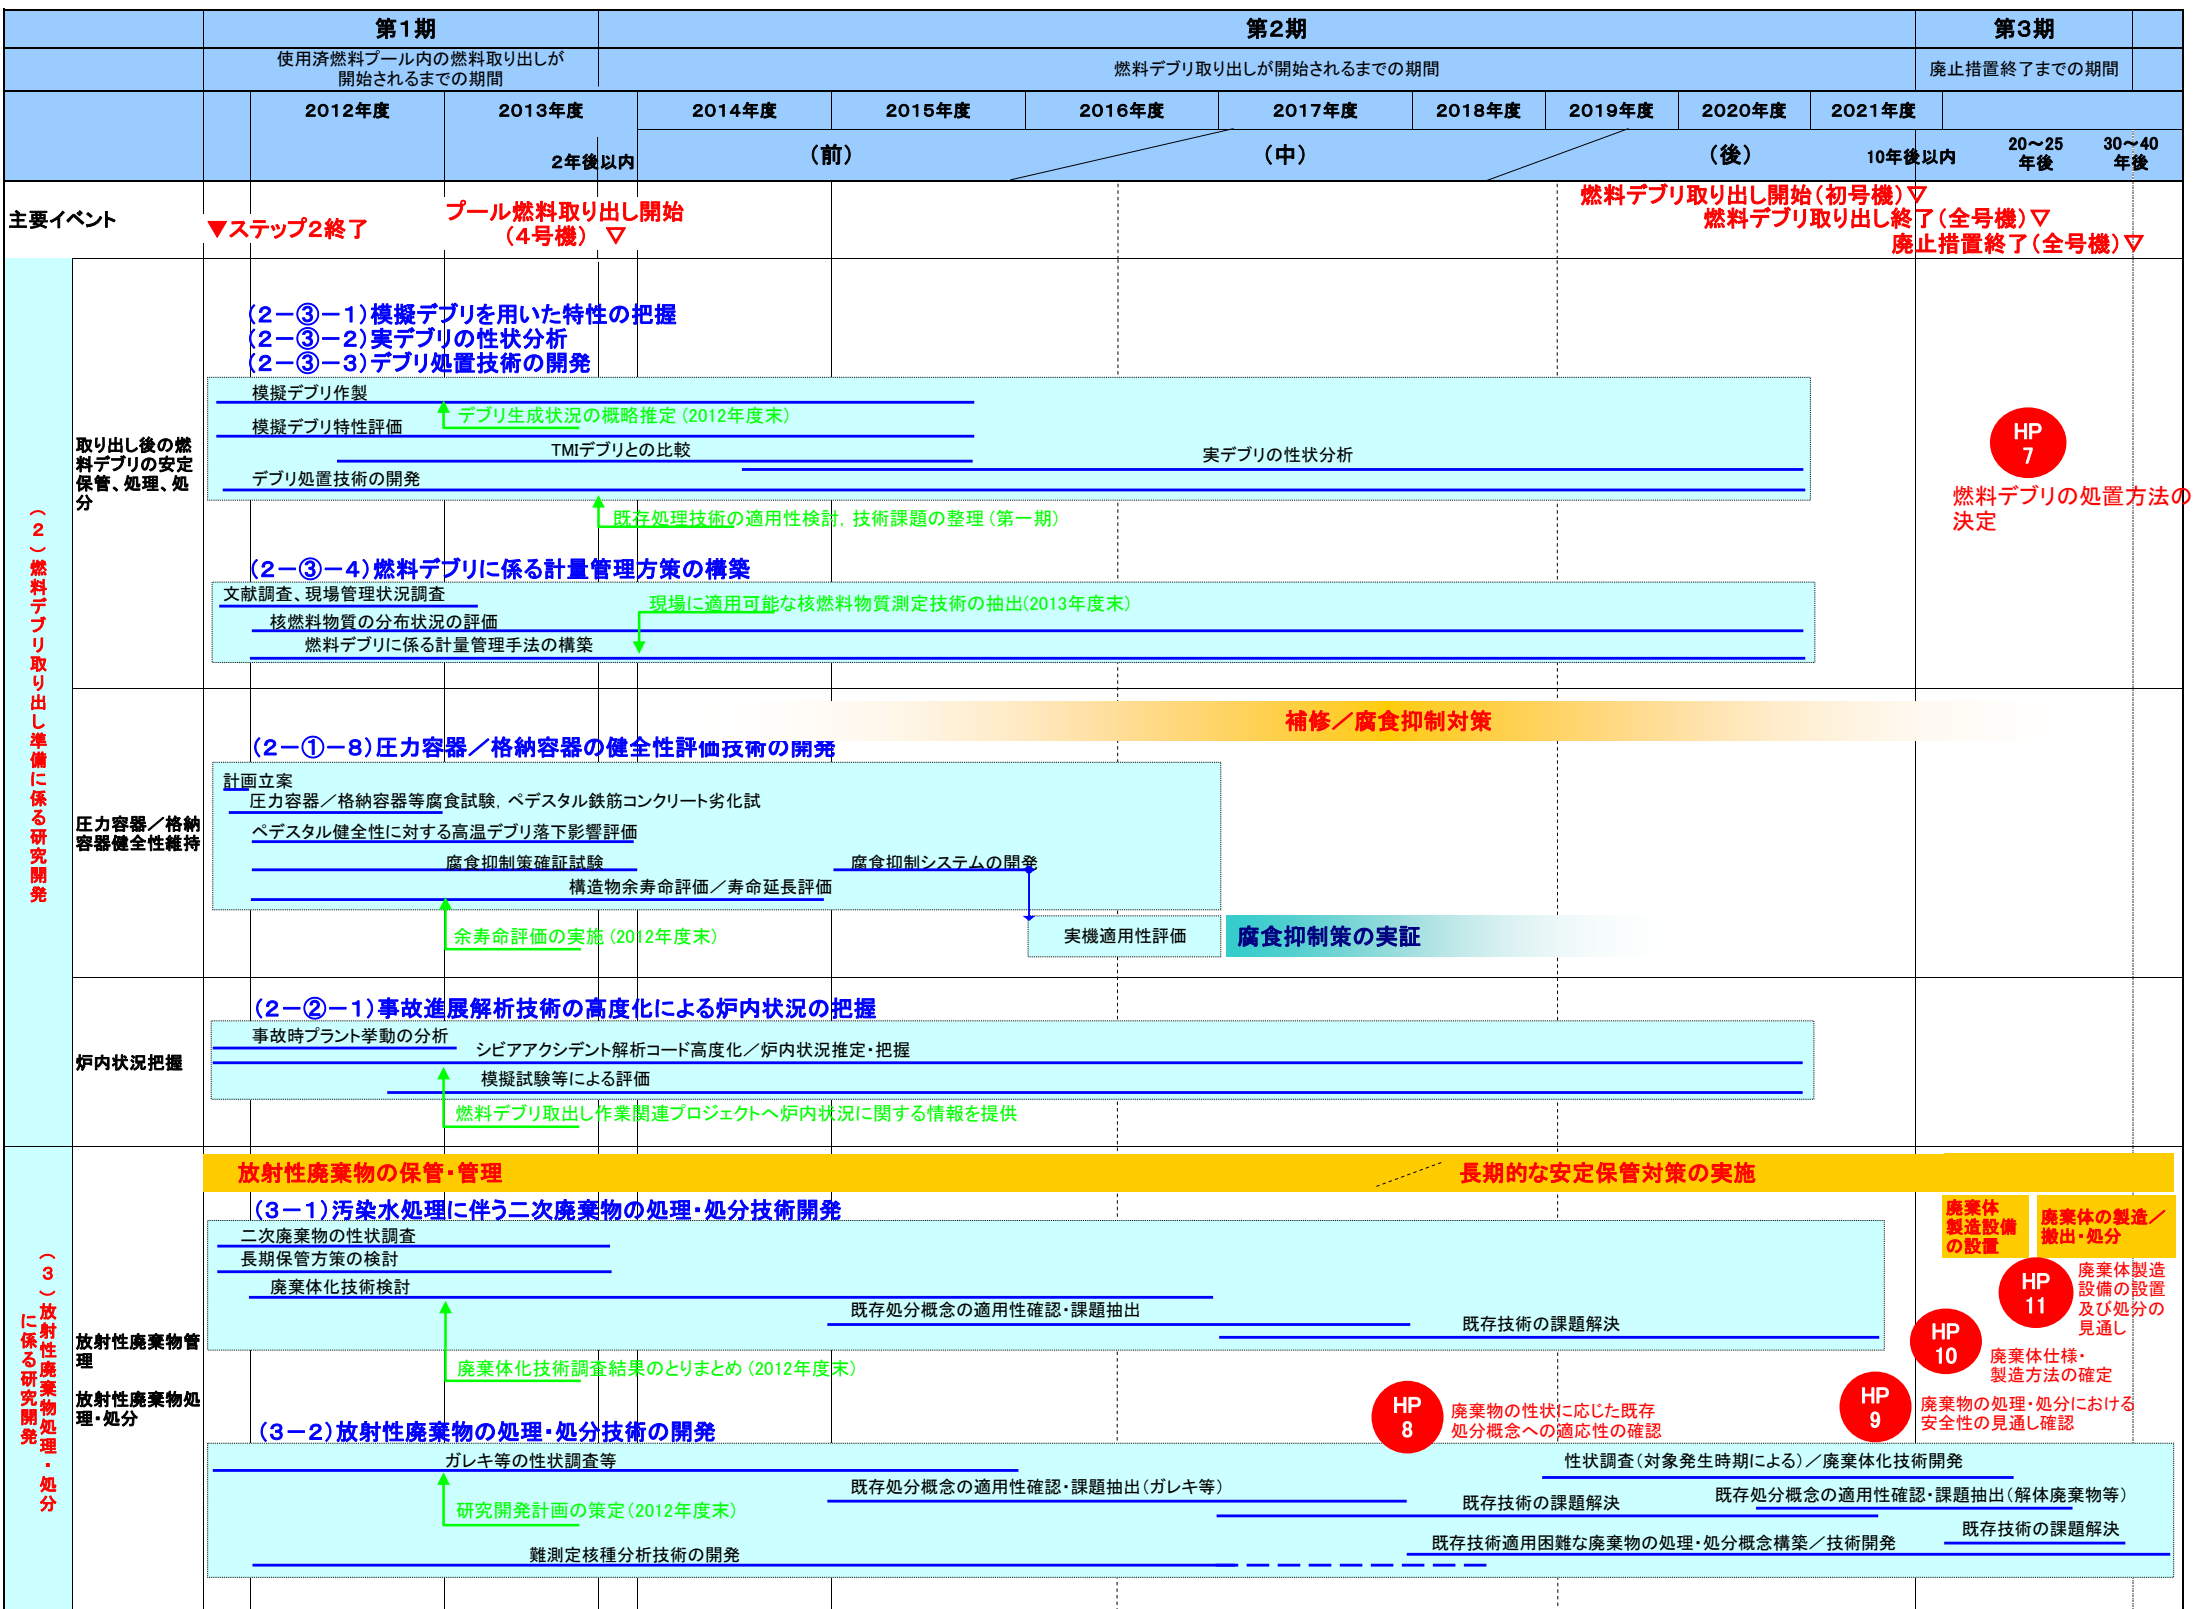 第1期
第2期
第3期
使用済燃料プール内の燃料取り出しが
開始されるまでの期間
燃料デブリ取り出しが開始されるまでの期間
廃止措置終了までの期間
2012年度
2013年度
2014年度
2015年度
2016年度
2017年度
2018年度
2019年度
2020年度
2021年度
2年後以内
(前)
(中)
(後)
10年後以内
20～25
年後
30～40
年後
主要イベント
▼ステップ2終了
プール燃料取り出し開始
(4号機) ▽
燃料デブリ取り出し開始(初号機)▽
燃料デブリ取り出し終了(全号機)▽
廃止措置終了(全号機)▽
(2)燃料デブリ取り出し準備に係る研究開発
取り出し後の燃
料デブリの安定
保管、処理、処
分
(2－③－1)模擬デブリを用いた特性の把握
(2－③－2)実デブリの性状分析
(2－③－3)デブリ処置技術の開発
模擬デブリ作製
デブリ生成状況の概略推定(2012年度末)
模擬デブリ特性評価
TMIデブリとの比較
実デブリの性状分析
デブリ処置技術の開発
既存処理技術の適用性検討, 技術課題の整理(第一期)
HP
7
燃料デブリの処置方法の
決定
(2－③－4)燃料デブリに係る計量管理方策の構築
文献調査、現場管理状況調査
現場に適用可能な核燃料物質測定技術の抽出(2013年度末)
核燃料物質の分布状況の評価
燃料デブリに係る計量管理手法の構築
圧力容器／格納
容器健全性維持
補修／腐食抑制対策
(2－①－8)圧力容器／格納容器の健全性評価技術の開発
計画立案
圧力容器／格納容器等腐食試験, ペデスタル鉄筋コンクリート劣化試
ペデスタル健全性に対する高温デブリ落下影響評価
腐食抑制策確証試験
腐食抑制システムの開発
構造物余寿命評価／寿命延長評価
余寿命評価の実施(2012年度末)
実機適用性評価
腐食抑制策の実証
炉内状況把握
(2－②－1)事故進展解析技術の高度化による炉内状況の把握
事故時プラント挙動の分析
シビアアクシデント解析コード高度化／炉内状況推定・把握
模擬試験等による評価
燃料デブリ取出し作業関連プロジェクトへ炉内状況に関する情報を提供
(3)放射性廃棄物処理・処分
に係る研究開発
放射性廃棄物管
理
放射性廃棄物処
理・処分
放射性廃棄物の保管・管理
長期的な安定保管対策の実施
(3－1)汚染水処理に伴う二次廃棄物の処理・処分技術開発
二次廃棄物の性状調査
長期保管方策の検討
廃棄体化技術検討
既存処分概念の適用性確認・課題抽出
既存技術の課題解決
廃棄体化技術調査結果のとりまとめ(2012年度末)
廃棄体
製造設備
の設置
廃棄体の製造／
搬出・処分
HP
11
廃棄体製造
設備の設置
及び処分の
見通し
HP
10
廃棄体仕様・
製造方法の確定
HP
9
廃棄物の処理・処分における
安全性の見通し確認
HP
8
廃棄物の性状に応じた既存
処分概念への適応性の確認
(3－2)放射性廃棄物の処理・処分技術の開発
ガレキ等の性状調査等
性状調査(対象発生時期による)／廃棄体化技術開発
既存処分概念の適用性確認・課題抽出(ガレキ等)
既存技術の課題解決
既存処分概念の適用性確認・課題抽出(解体廃棄物等)
研究開発計画の策定(2012年度末)
既存技術の課題解決
難測定核種分析技術の開発
既存技術適用困難な廃棄物の処理・処分概念構築／技術開発